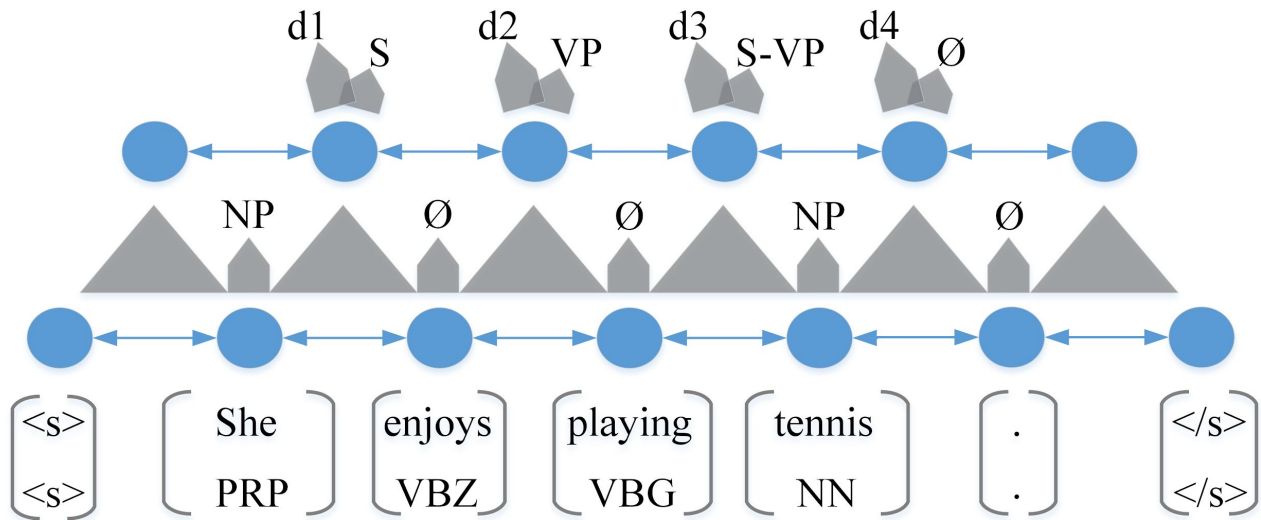 d1 S d2 VP d3 S-VP d4 Ø
NP Ø Ø NP Ø
<s> She enjoys playing tennis . </s>
<s> PRP VBZ VBG NN . </s>